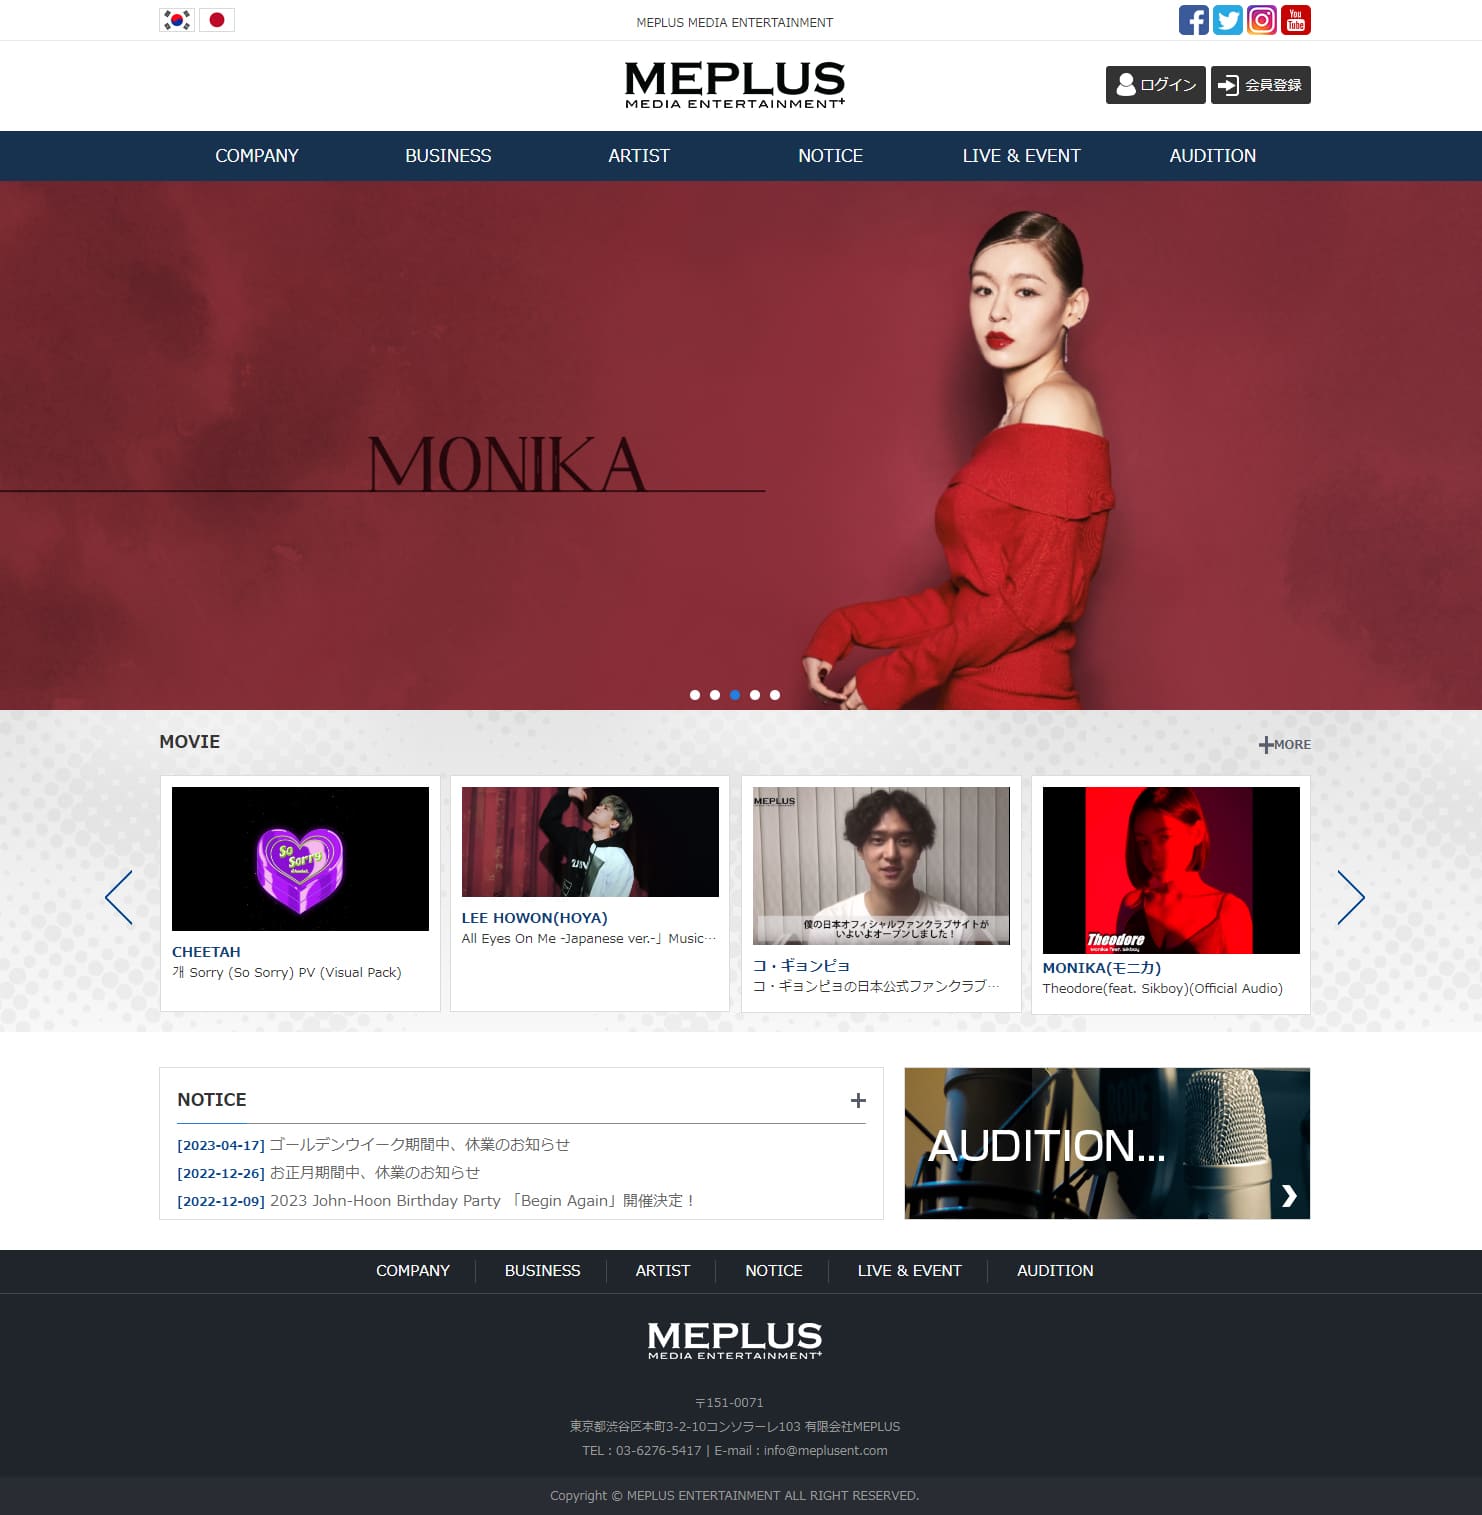 MEPLUS MEDIA ENTERTAINMENT
You
Tube
MEPLUS
MEDIA ENTERTAINMENT+
ログイン
会員登録
COMPANY
BUSINESS
ARTIST
NOTICE
LIVE & EVENT
AUDITION
MONIKA
MOVIE
MORE
So
Sorry
CHEETAH
개 Sorry (So Sorry) PV (Visual Pack)
LEE HOWON(HOYA)
All Eyes On Me -Japanese ver.-」Music…
MEPLUS
僕の日本オフィシャルファンクラブサイトが
いよいよオープンしました！
コ・ギョンピョ
コ・ギョンピョの日本公式ファンクラブ…
Theodore
Monika feat. Sikboy
MONIKA(モニカ)
Theodore(feat. Sikboy)(Official Audio)
NOTICE
[2023-04-17] ゴールデンウイーク期間中、休業のお知らせ
[2022-12-26] お正月期間中、休業のお知らせ
[2022-12-09] 2023 John-Hoon Birthday Party 「Begin Again」開催決定！
RODE
AUDITION...
COMPANY
BUSINESS
ARTIST
NOTICE
LIVE & EVENT
AUDITION
MEPLUS
MEDIA ENTERTAINMENT+
〒151-0071
東京都渋谷区本町3-2-10コンソラーレ103 有限会社MEPLUS
TEL : 03-6276-5417 | E-mail : info@meplusent.com
Copyright © MEPLUS ENTERTAINMENT ALL RIGHT RESERVED.